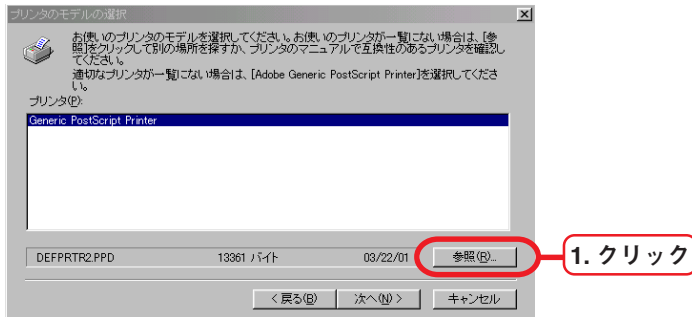 プリンタのモデルの選択
お使いのプリンタのモデルを選択してください。お使いのプリンタが一覧にない場合は、[参
照]をクリックして別の場所を探すか、プリンタのマニュアルで互換性のあるプリンタを確認し
てください。
適切なプリンタが一覧にない場合は、[Adobe Generic PostScript Printer]を選択してくださ
い。
プリンタ(P):
Generic PostScript Printer
DEFPRTR2.PPD 13361 バイト 03/22/01 参照(R)...
1. クリック
< 戻る(B) 次へ(N) > キャンセル